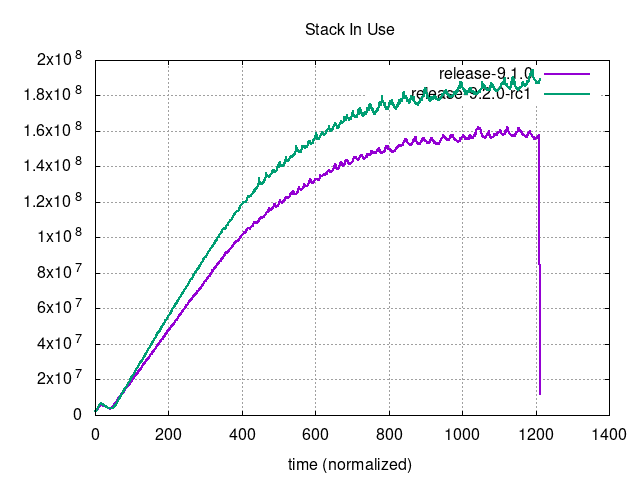 Stack In Use
2x10^8
1.8x10^8
1.6x10^8
1.4x10^8
1.2x10^8
1x10^8
8x10^7
6x10^7
4x10^7
2x10^7
0
release-9.1.0
release-9.2.0-rc1
0 200 400 600 800 1000 1200 1400
time (normalized)